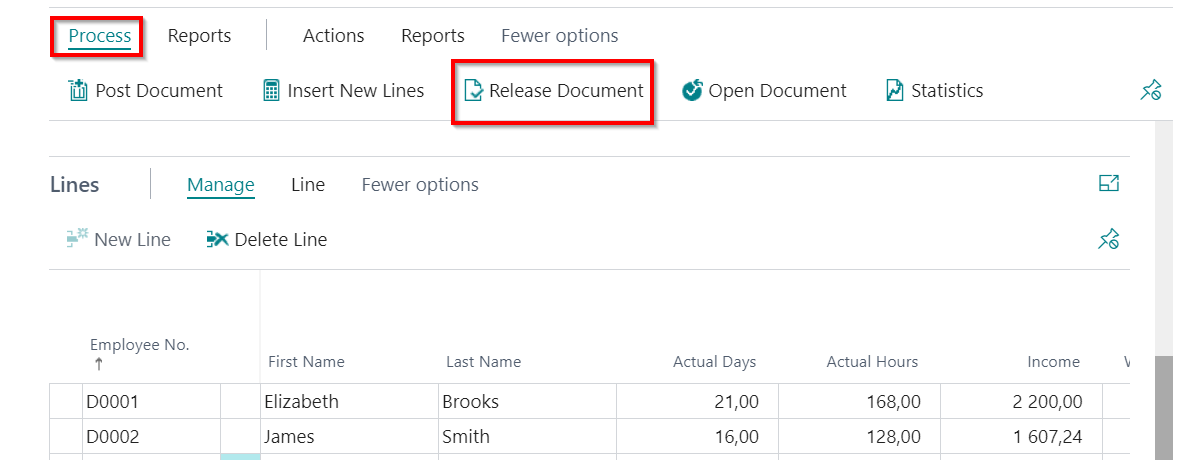 Process Reports Actions Reports Fewer options
Post Document Insert New Lines Release Document Open Document Statistics
Lines Manage Line Fewer options
New Line Delete Line
Employee No. ↑ First Name Last Name Actual Days Actual Hours Income
D0001 Elizabeth Brooks 21,00 168,00 2 200,00
D0002 James Smith 16,00 128,00 1 607,24